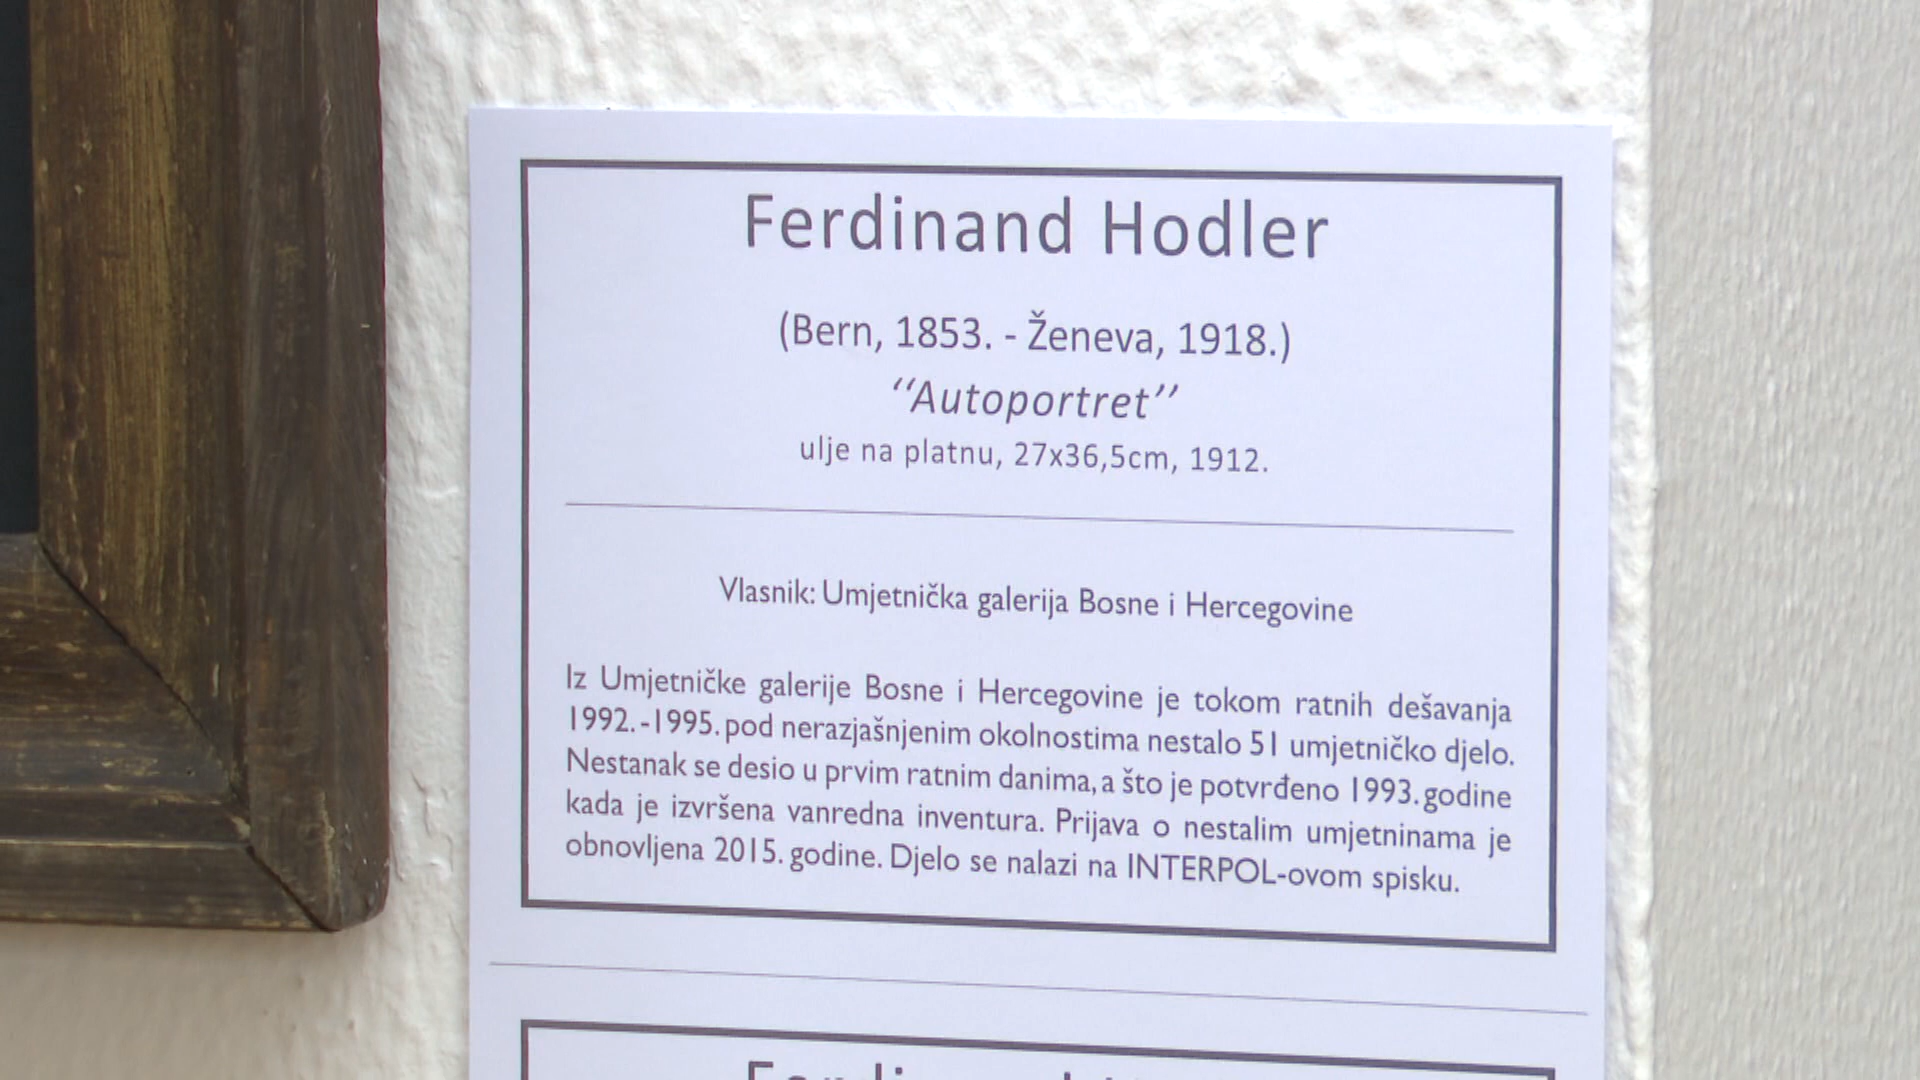 Ferdinand Hodler
(Bern, 1853. - Ženeva, 1918.)
"Autoportret"
ulje na platnu, 27x36,5cm, 1912.
Vlasnik: Umjetnička galerija Bosne i Hercegovine
Iz Umjetničke galerije Bosne i Hercegovine je tokom ratnih dešavanja
1992.-1995. pod nerazjašnjenim okolnostima nestalo 51 umjetničko djelo.
Nestanak se desio u prvim ratnim danima, a što je potvrđeno 1993. godine
kada je izvršena vanredna inventura. Prijava o nestalim umjetninama je
obnovljena 2015. godine. Djelo se nalazi na INTERPOL-ovom spisku.